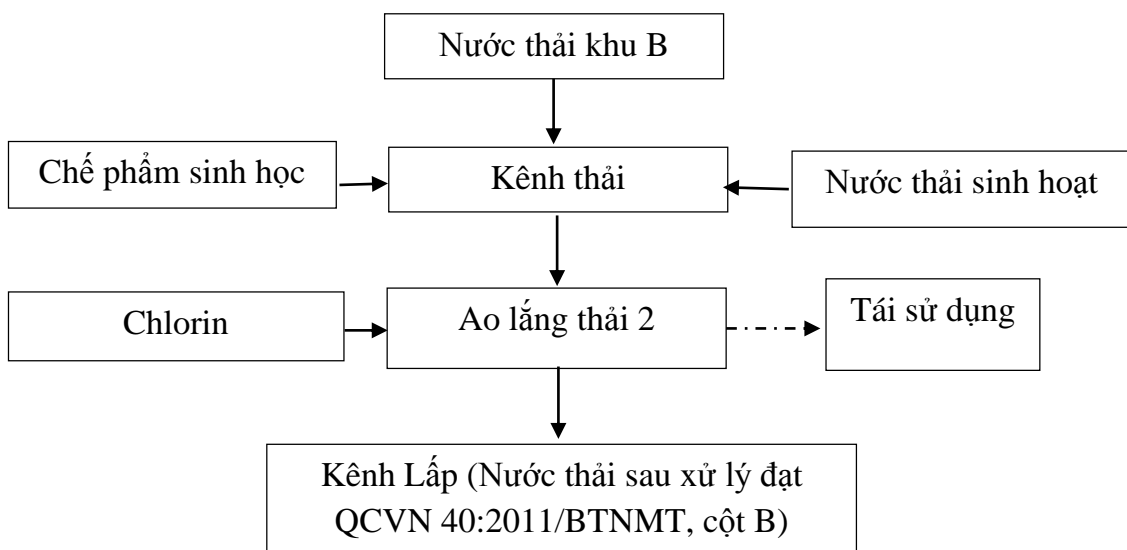 Nước thải khu B
Chế phẩm sinh học
Kênh thải
Nước thải sinh hoạt
Chlorin
Ao lắng thải 2
Tái sử dụng
Kênh Lấp (Nước thải sau xử lý đạt
QCVN 40:2011/BTNMT, cột B)